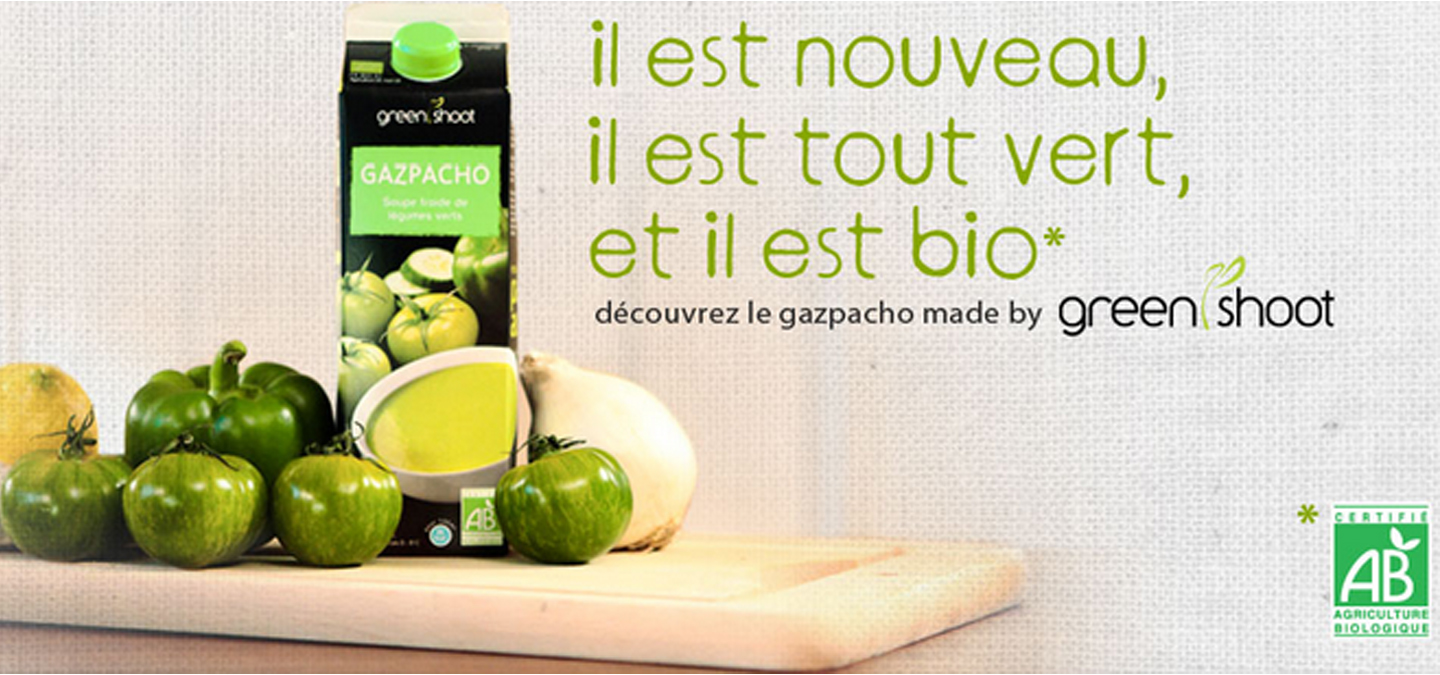 green shoot
GAZPACHO
Soupe froide de
légumes verts
AB
il est nouveau,
il est tout vert,
et il est bio*
découvrez le gazpacho made by green shoot
*
CERTIFIÉ
AB
AGRICULTURE
BIOLOGIQUE